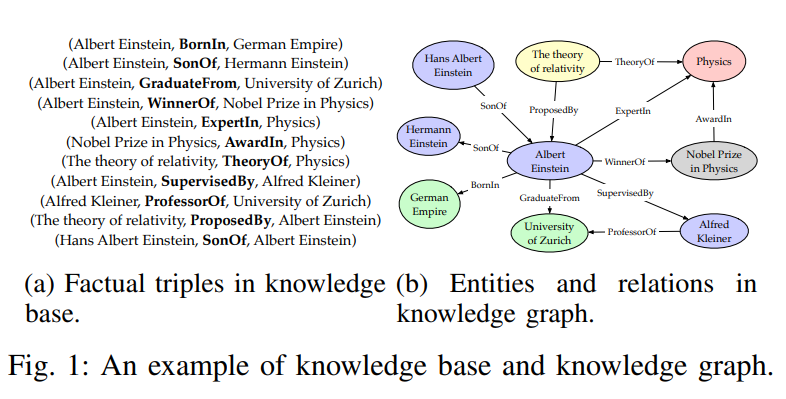 (Albert Einstein, BornIn, German Empire)
(Albert Einstein, SonOf, Hermann Einstein)
(Albert Einstein, GraduateFrom, University of Zurich)
(Albert Einstein, WinnerOf, Nobel Prize in Physics)
(Albert Einstein, ExpertIn, Physics)
(Nobel Prize in Physics, AwardIn, Physics)
(The theory of relativity, TheoryOf, Physics)
(Albert Einstein, SupervisedBy, Alfred Kleiner)
(Alfred Kleiner, ProfessorOf, University of Zurich)
(The theory of relativity, ProposedBy, Albert Einstein)
(Hans Albert Einstein, SonOf, Albert Einstein)
(a) Factual triples in knowledge
base.
Hans Albert
Einstein
The theory
of relativity
TheoryOf
Physics
SonOf
ProposedBy
ExpertIn
AwardIn
Hermann
Einstein
SonOf
Albert
Einstein
WinnerOf
Nobel Prize
in Physics
BornIn
German
Empire
GraduateFrom
SupervisedBy
University
of Zurich
ProfessorOf
Alfred
Kleiner
(b) Entities and relations in
knowledge graph.
Fig. 1: An example of knowledge base and knowledge graph.